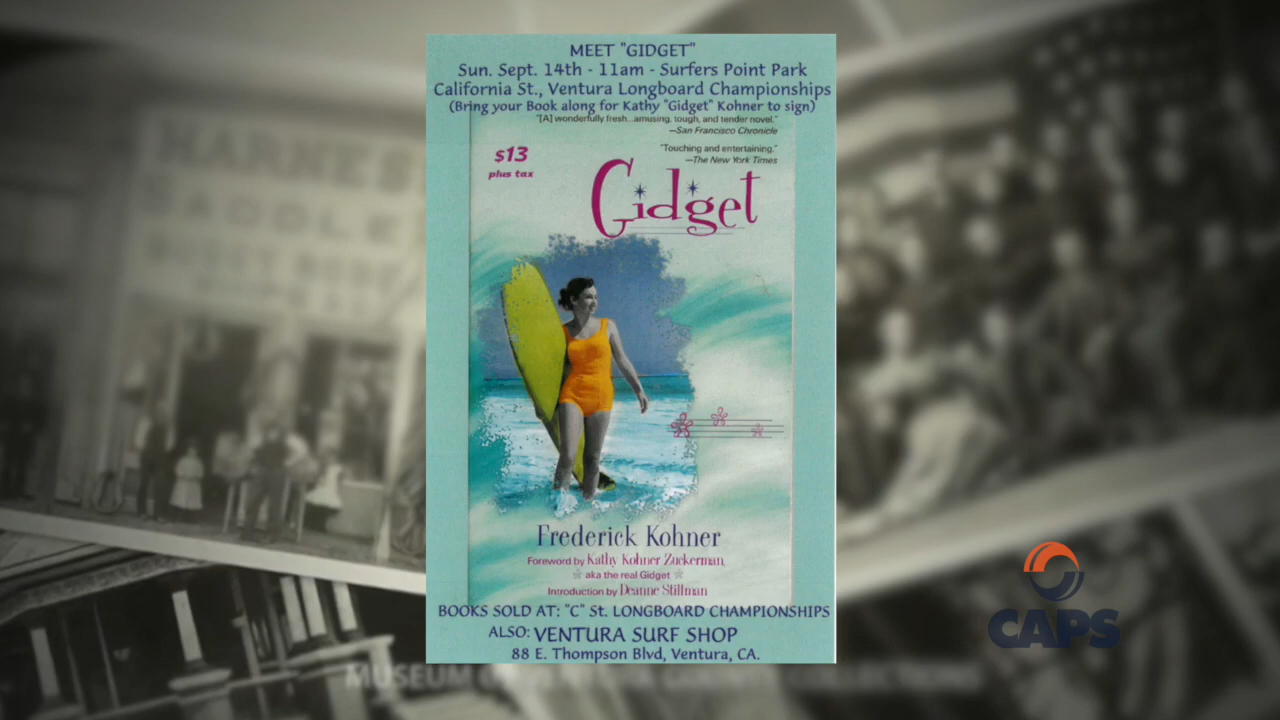 MEET "GIDGET"
Sun. Sept. 14th - 11am - Surfers Point Park
California St., Ventura Longboard Championships
(Bring your Book along for Kathy "Gidget" Kohner to sign)
"[A] wonderfully fresh...amusing, tough, and tender novel."
—San Francisco Chronicle
"Touching and entertaining."
—The New York Times
$13
plus tax
Gidget
Frederick Kohner
Foreword by Kathy Kohner Zuckerman,
aka the real Gidget
Introduction by Deanne Stillman
BOOKS SOLD AT: "C" St. LONGBOARD CHAMPIONSHIPS
ALSO: VENTURA SURF SHOP
88 E. Thompson Blvd, Ventura, CA.
CAPS
MUSEUM
COLLECTIONS